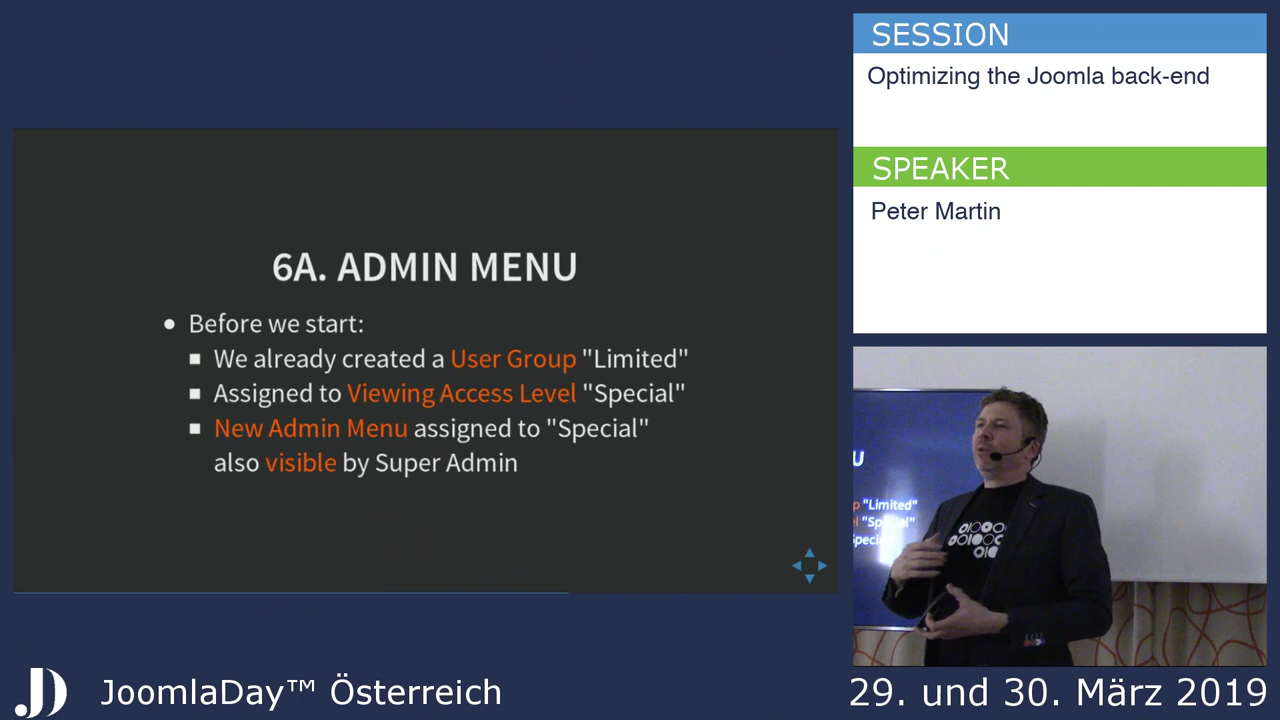 SESSION
Optimizing the Joomla back-end
SPEAKER
Peter Martin
6A. ADMIN MENU
Before we start:
We already created a User Group "Limited"
Assigned to Viewing Access Level "Special"
New Admin Menu assigned to "Special"
also visible by Super Admin
U
p "Limited"
JoomlaDay™ Österreich
29. und 30. März 2019